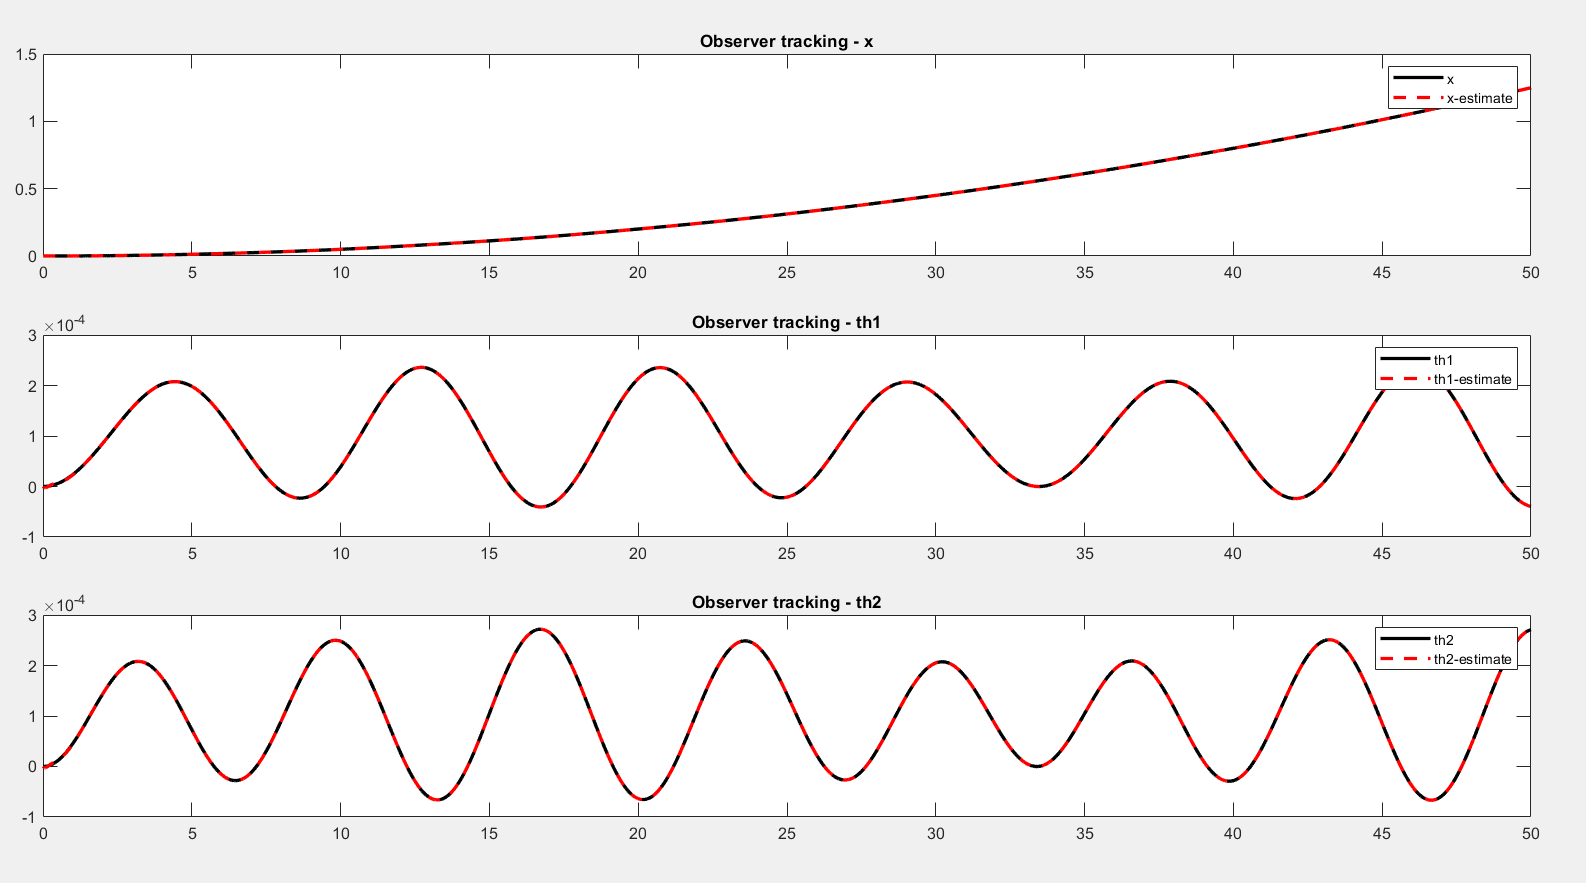 Observer tracking - x
1.5
1
0.5
0
x
x-estimate
0 5 10 15 20 25 30 35 40 45 50
Observer tracking - th1
×10-4
3
2
1
0
-1
th1
th1-estimate
0 5 10 15 20 25 30 35 40 45 50
Observer tracking - th2
×10-4
3
2
1
0
-1
th2
th2-estimate
0 5 10 15 20 25 30 35 40 45 50